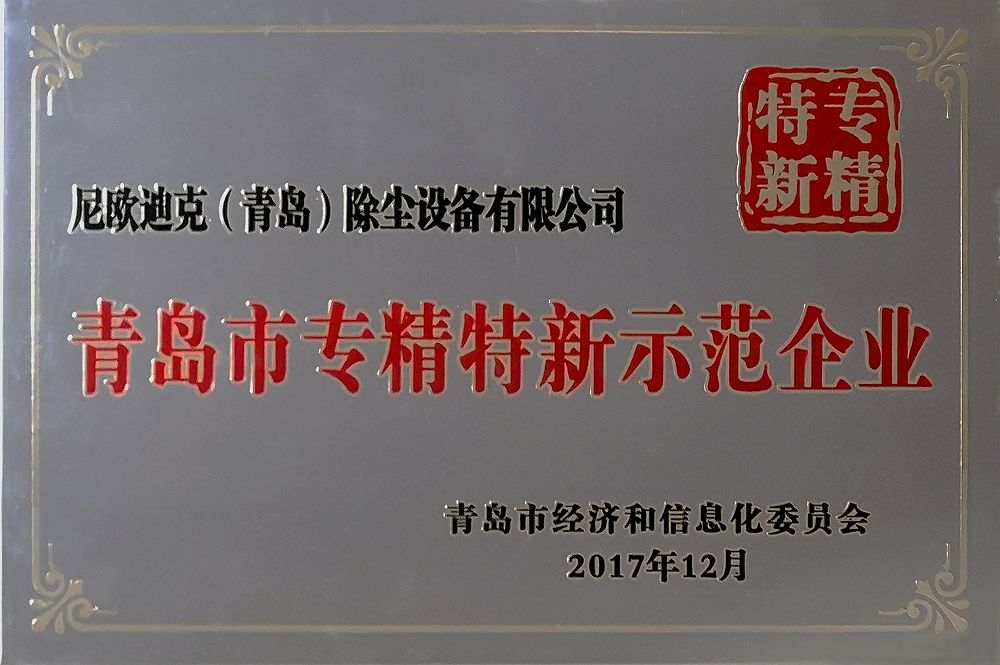 专精
特新
尼欧迪克（青岛）除尘设备有限公司
青岛市专精特新示范企业
青岛市经济和信息化委员会
2017年12月